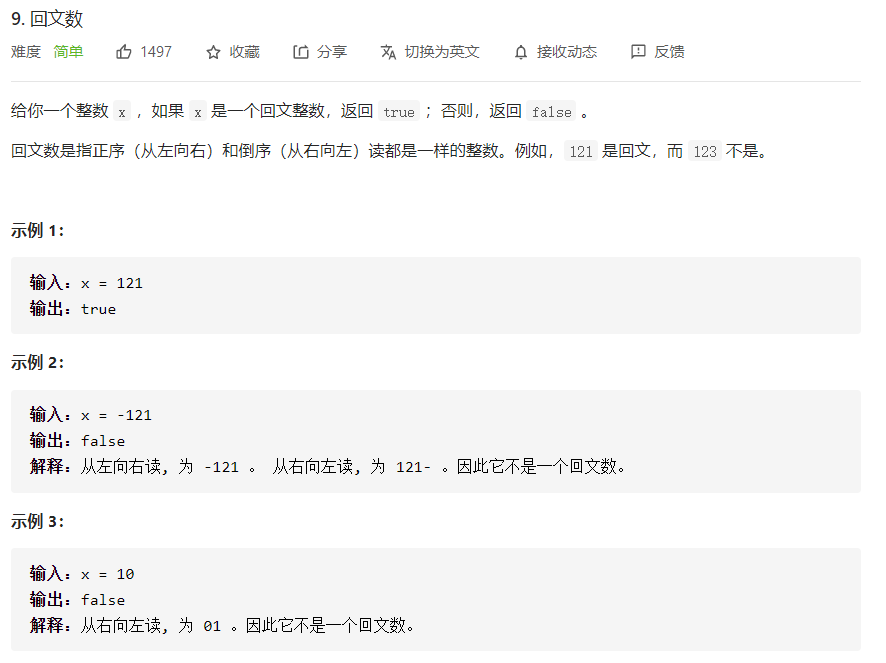 9. 回文数
难度 简单 1497 收藏 分享 切换为英文 接收动态 反馈
给你一个整数 x ，如果 x 是一个回文整数，返回 true ；否则，返回 false 。
回文数是指正序（从左向右）和倒序（从右向左）读都是一样的整数。例如， 121 是回文，而 123 不是。
示例 1：
输入：x = 121
输出：true
示例 2：
输入：x = -121
输出：false
解释：从左向右读, 为 -121 。 从右向左读, 为 121- 。因此它不是一个回文数。
示例 3：
输入：x = 10
输出：false
解释：从右向左读, 为 01 。因此它不是一个回文数。